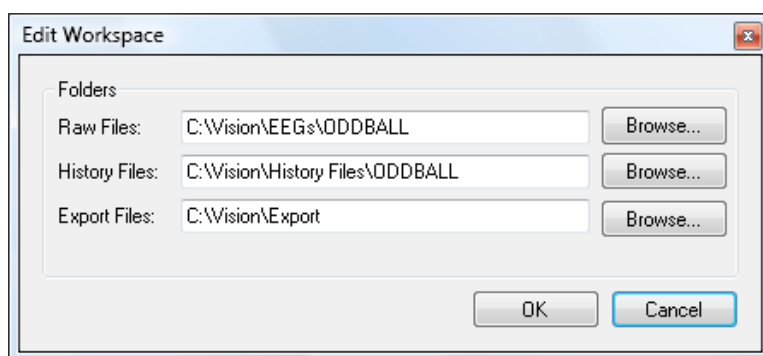 Edit Workspace
Folders
Raw Files: C:\Vision\EEGs\ODDBALL Browse...
History Files: C:\Vision\History Files\ODDBALL Browse...
Export Files: C:\Vision\Export Browse...
OK Cancel